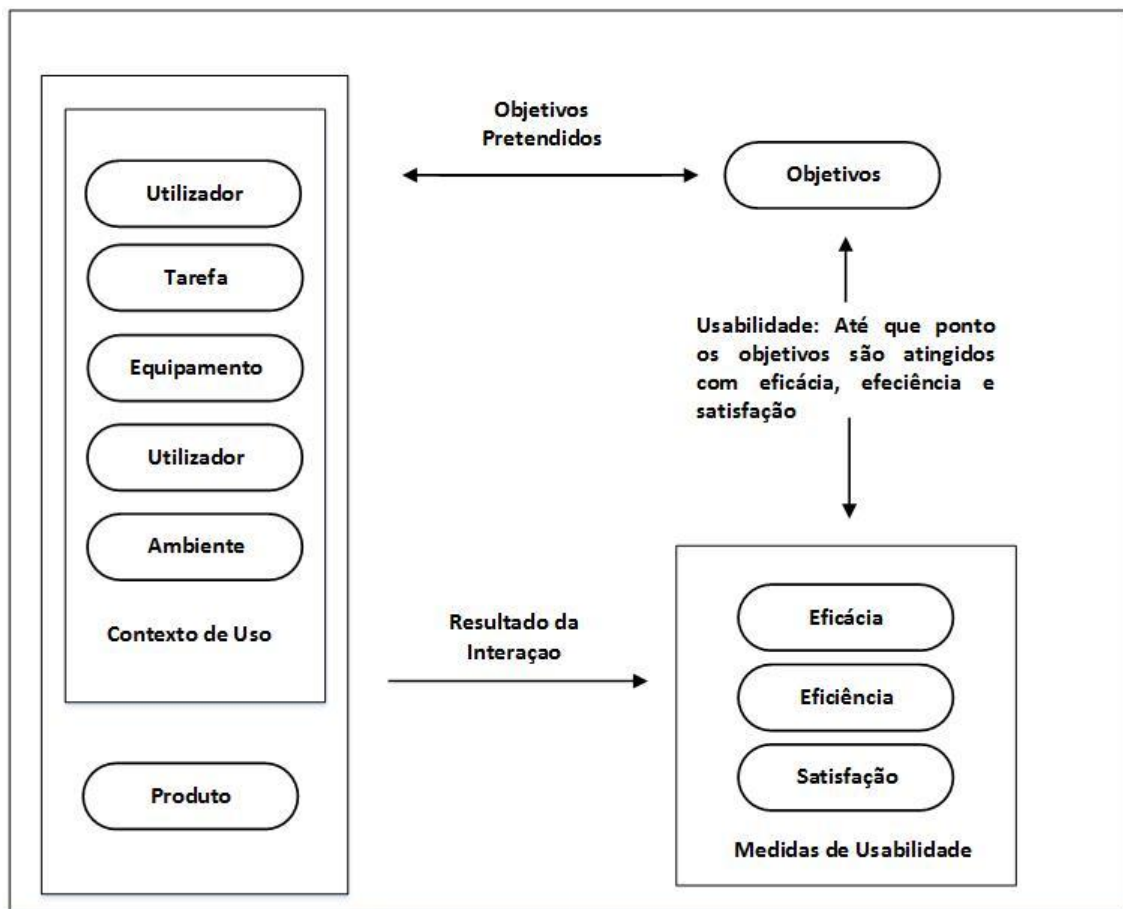 Utilizador
Tarefa
Equipamento
Utilizador
Ambiente
Contexto de Uso
Produto
Objetivos
Pretendidos
Objetivos
Usabilidade: Até que ponto
os objetivos são atingidos
com eficácia, efeciência e
satisfação
Resultado da
Interaçao
Eficácia
Eficiência
Satisfação
Medidas de Usabilidade